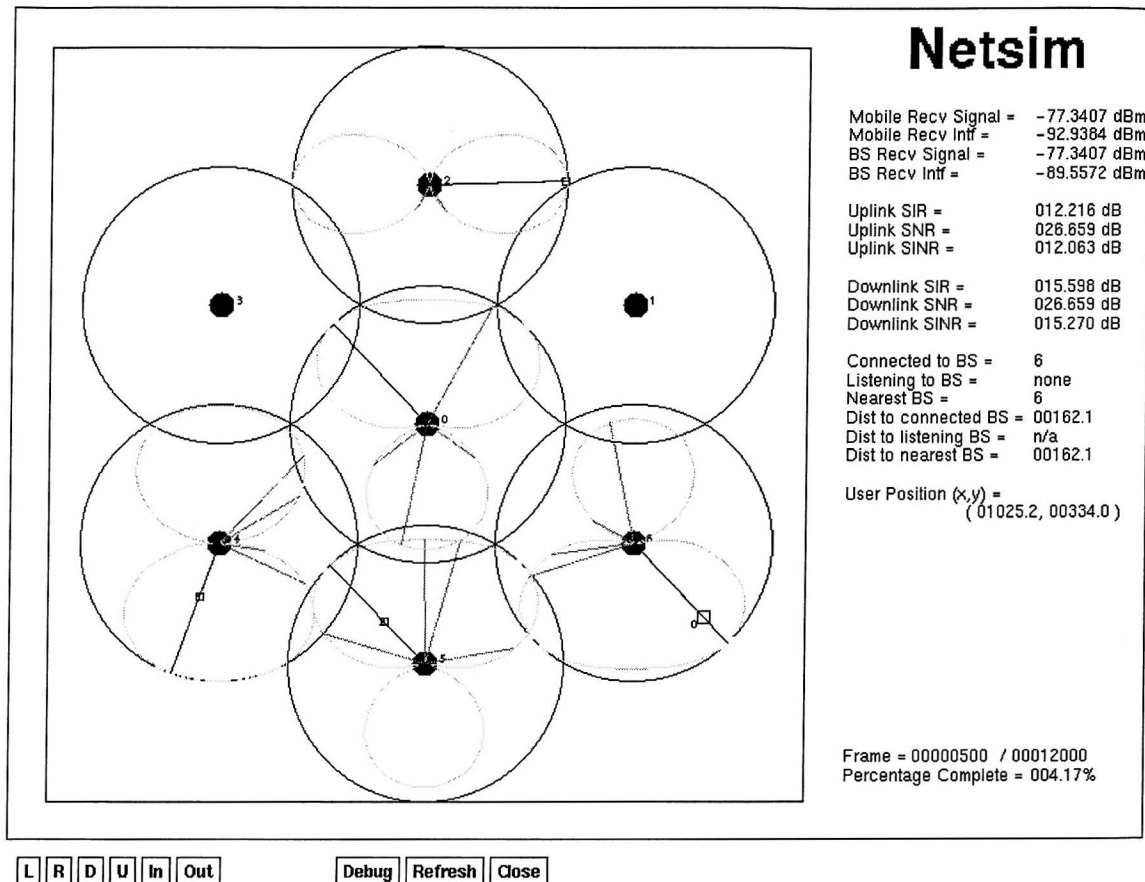 Netsim
Mobile Recv Signal = -77.3407 dBm
Mobile Recv Intf = -92.9384 dBm
BS Recv Signal = -77.3407 dBm
BS Recv Intf = -89.5572 dBm
Uplink SIR = 012.216 dB
Uplink SNR = 026.659 dB
Uplink SINR = 012.063 dB
Downlink SIR = 015.598 dB
Downlink SNR = 026.659 dB
Downlink SINR = 015.270 dB
Connected to BS = 6
Listening to BS = none
Nearest BS = 6
Dist to connected BS = 00162.1
Dist to listening BS = n/a
Dist to nearest BS = 00162.1
User Position (x,y) =
( 01025.2, 00334.0 )
2
3
1
0
4
6
0
5
Frame = 00000500 / 00012000
Percentage Complete = 004.17%
L R D U In Out Debug Refresh Close